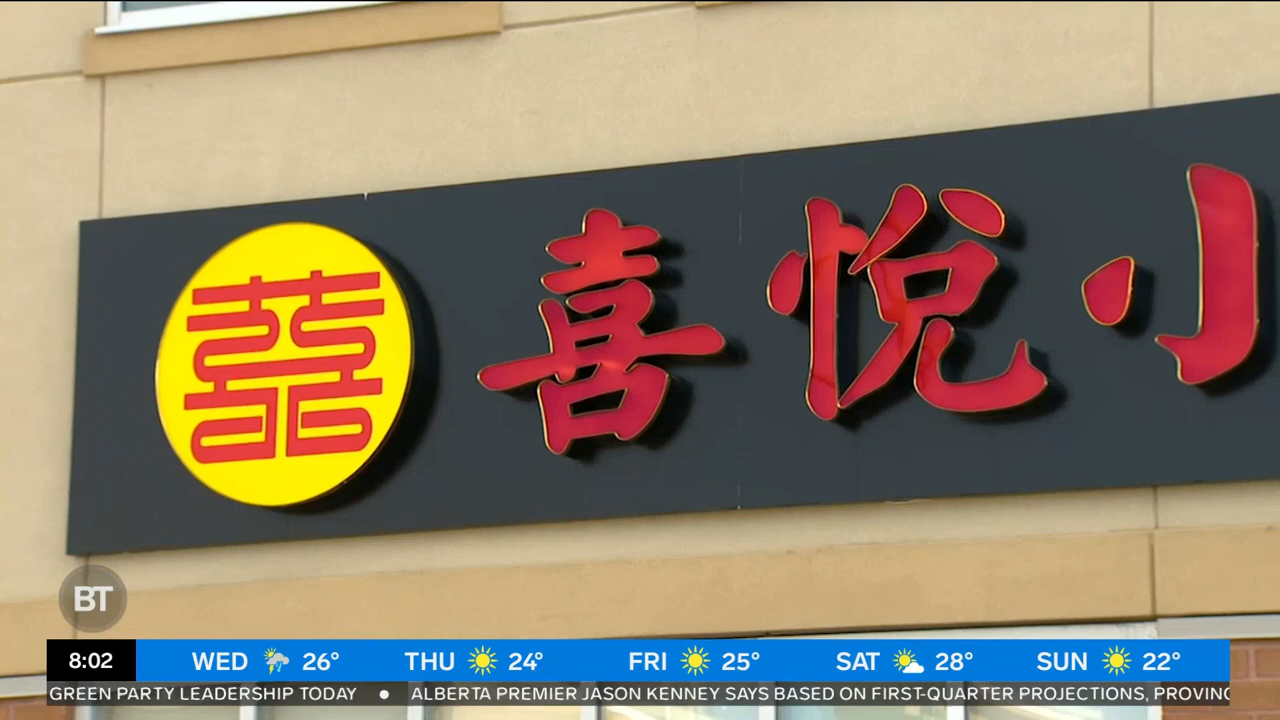 囍 喜悦小
BT
8:02 WED 26° THU 24° FRI 25° SAT 28° SUN 22°
GREEN PARTY LEADERSHIP TODAY ● ALBERTA PREMIER JASON KENNEY SAYS BASED ON FIRST-QUARTER PROJECTIONS, PROVINC